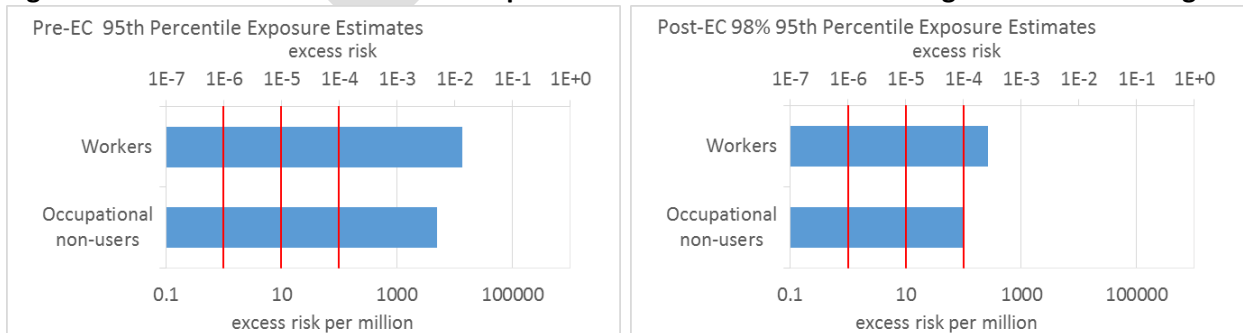 Pre-EC 95th Percentile Exposure Estimates
excess risk
1E-7 1E-6 1E-5 1E-4 1E-3 1E-2 1E-1 1E+0
Workers
Occupational
non-users
0.1 10 1000 100000
excess risk per million
Post-EC 98% 95th Percentile Exposure Estimates
excess risk
1E-7 1E-6 1E-5 1E-4 1E-3 1E-2 1E-1 1E+0
Workers
Occupational
non-users
0.1 10 1000 100000
excess risk per million